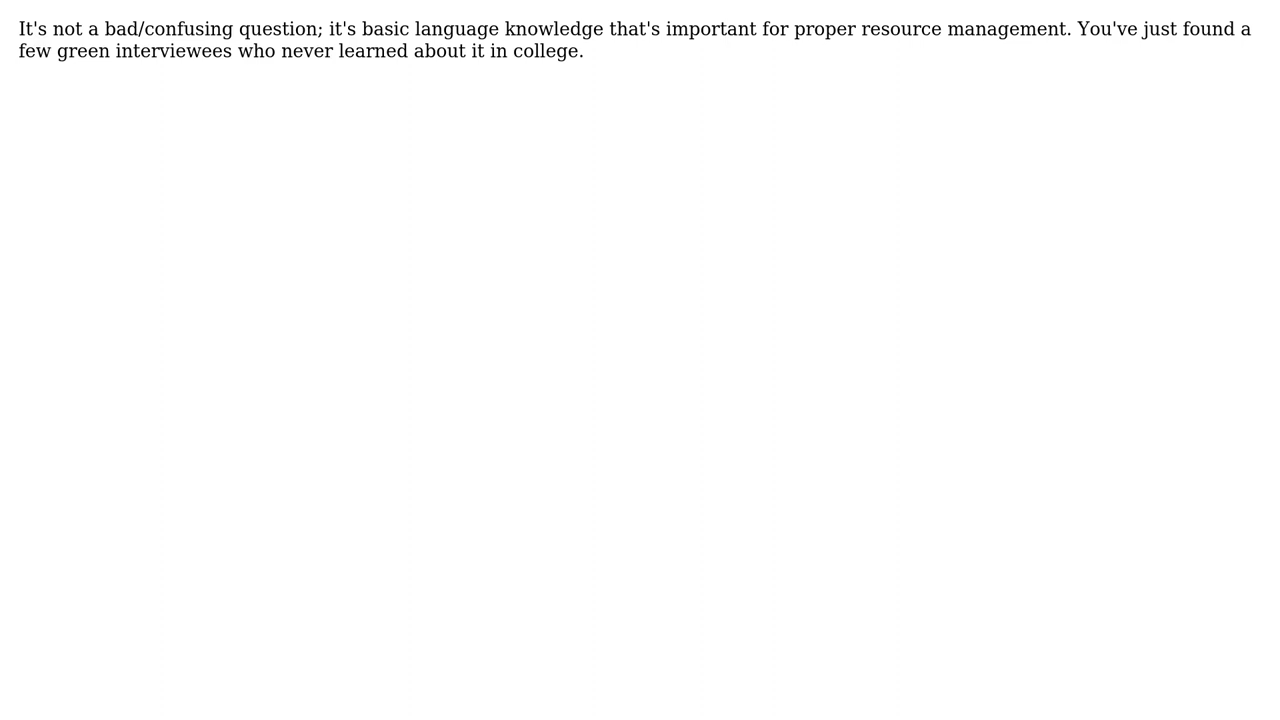 It's not a bad/confusing question; it's basic language knowledge that's important for proper resource management. You've just found a
few green interviewees who never learned about it in college.